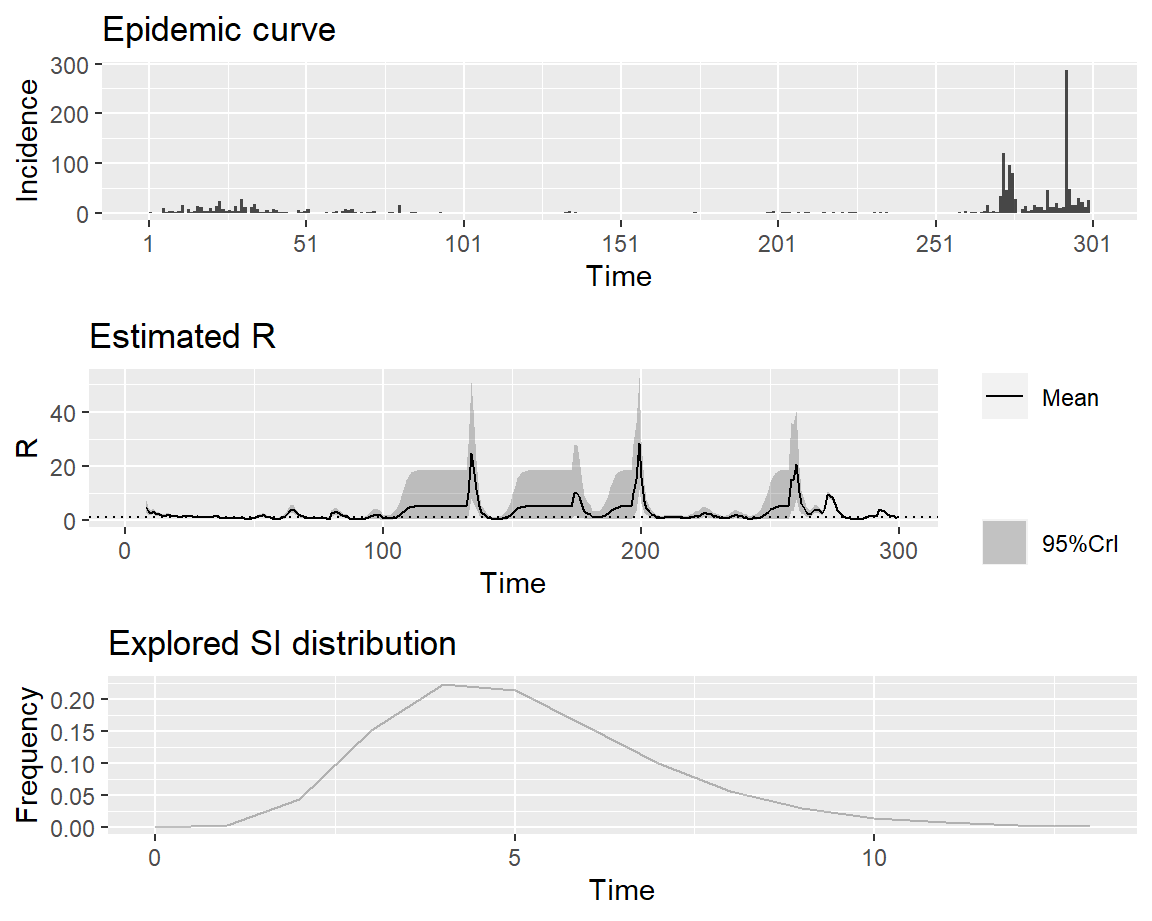 Epidemic curve
300
200
100
0
Incidence
1 51 101 151 201 251 301
Time
Estimated R
40
20
0
R
0 100 200 300
Time
Mean
95%CrI
Explored SI distribution
0.20
0.15
0.10
0.05
0.00
Frequency
0 5 10
Time